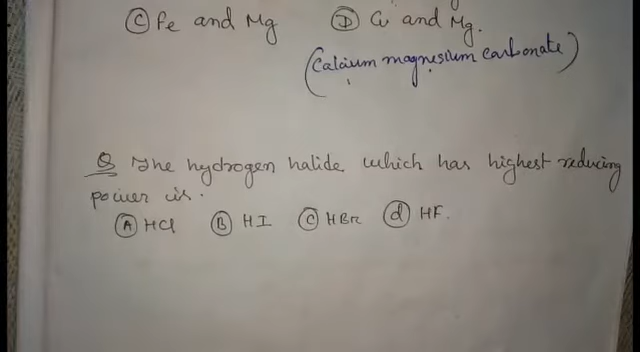 Ⓒ Fe and Mg Ⓓ Ca and Mg.
(Calcium magnesium carbonate)
Q The hydrogen halide which has highest reducing
power is.
Ⓐ HCl Ⓑ HI Ⓒ HBr ⓓ HF.